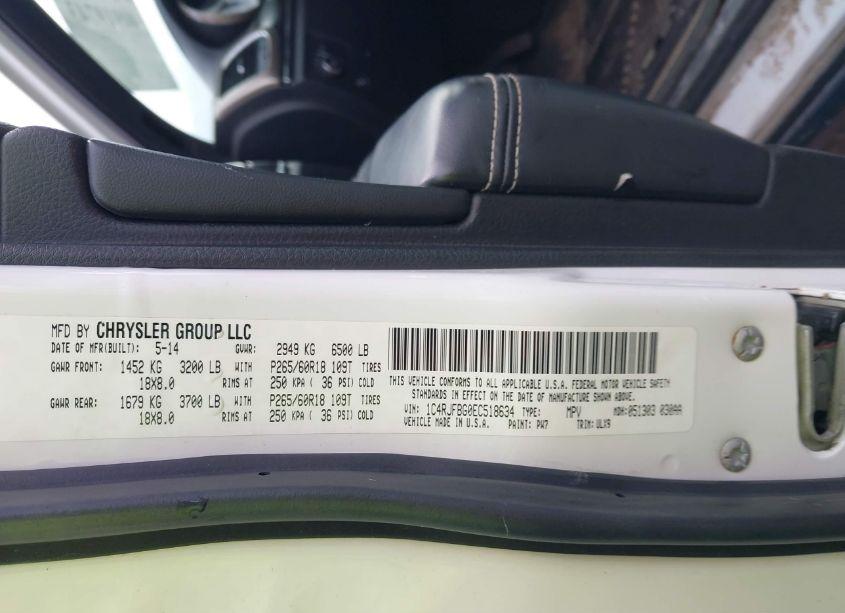 MFD BY CHRYSLER GROUP LLC
DATE OF MFR(BUILT): 5-14 GVWR: 2949 KG 6500 LB
GAWR FRONT: 1452 KG 3200 LB WITH P265/60R18 109T TIRES
18X8.0 RIMS AT 250 KPA ( 36 PSI) COLD
GAWR REAR: 1679 KG 3700 LB WITH P265/60R18 109T TIRES
18X8.0 RIMS AT 250 KPA ( 36 PSI) COLD
THIS VEHICLE CONFORMS TO ALL APPLICABLE U.S.A. FEDERAL MOTOR VEHICLE SAFETY
STANDARDS IN EFFECT ON THE DATE OF MANUFACTURE SHOWN ABOVE.
VIN: 1C4RJFBG0EC518634 TYPE: MPV MDH: 051303 030AA
VEHICLE MADE IN U.S.A. PAINT: PW7 TRIM: ULX9